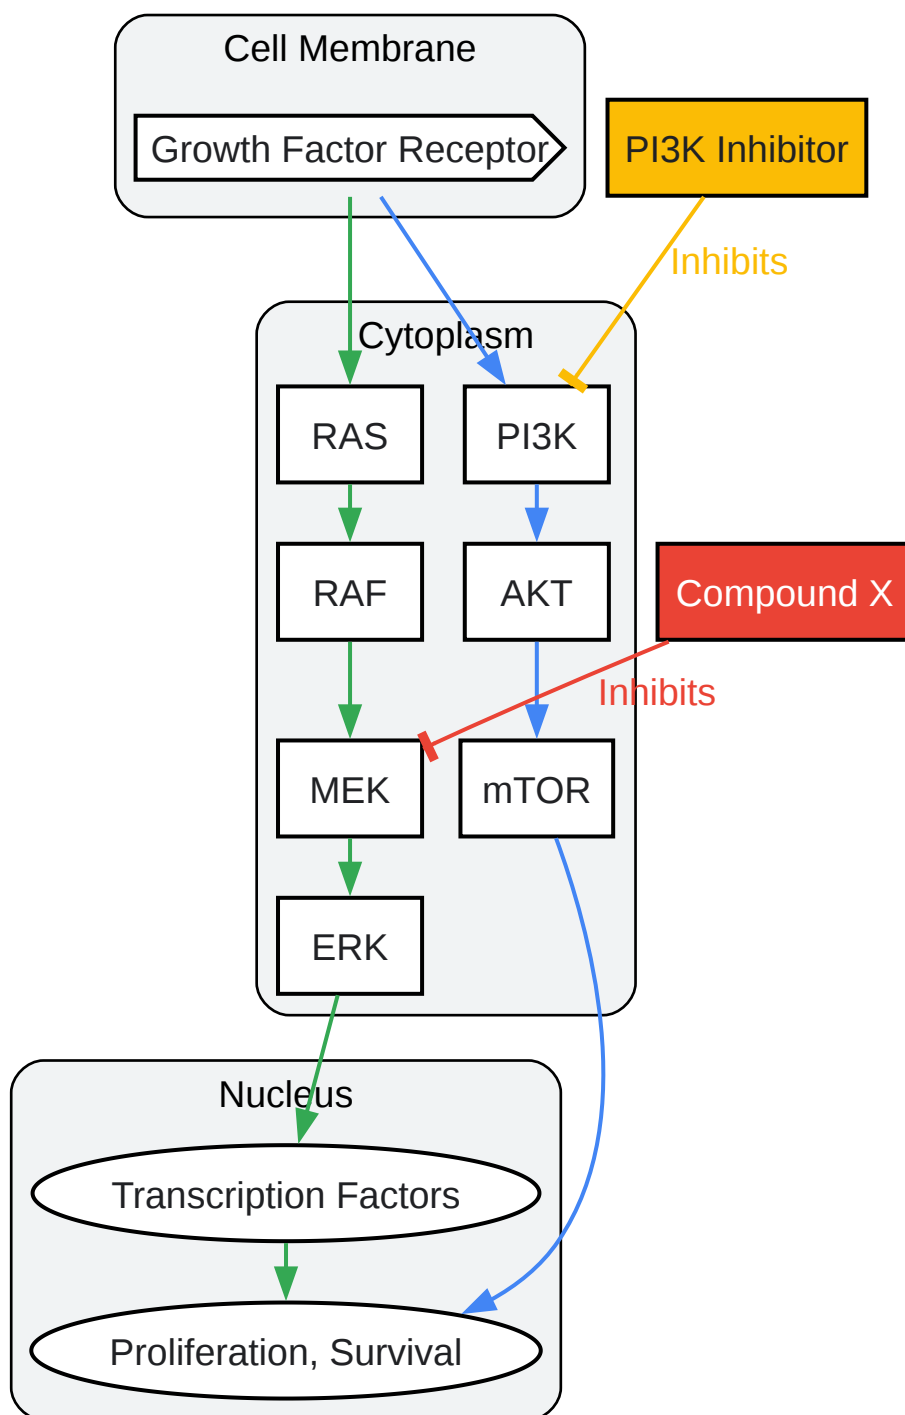 Cell Membrane
Growth Factor Receptor
PI3K Inhibitor
Inhibits
Cytoplasm
RAS
PI3K
RAF
AKT
Compound X
Inhibits
MEK
mTOR
ERK
Nucleus
Transcription Factors
Proliferation, Survival